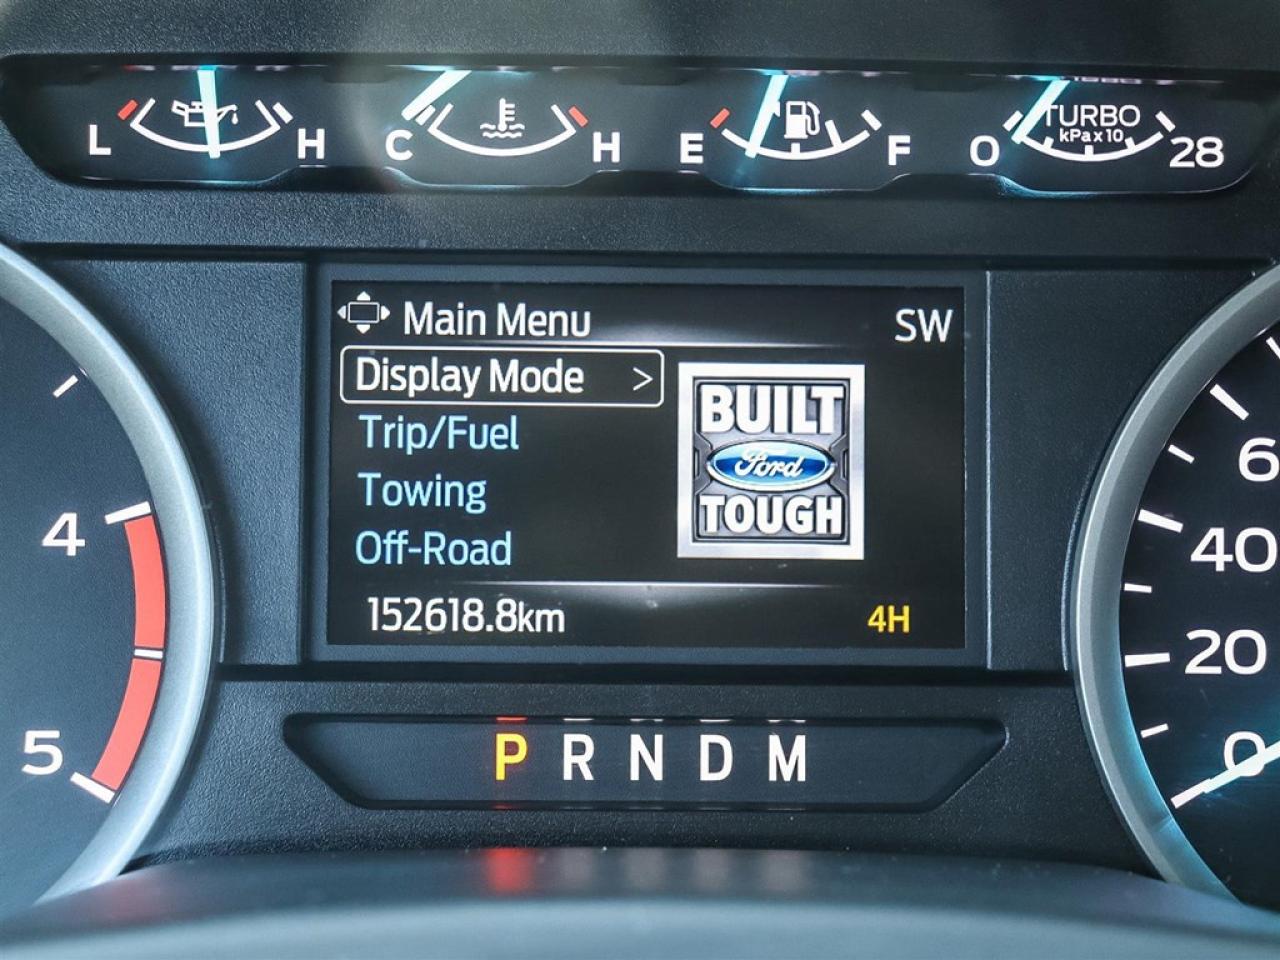 L H C H E F O TURBO kPa x 10 28
Main Menu SW
Display Mode >
Trip/Fuel
Towing
Off-Road
BUILT
Ford
TOUGH
152618.8km 4H
P R N D M
4
5
6
40
20
0